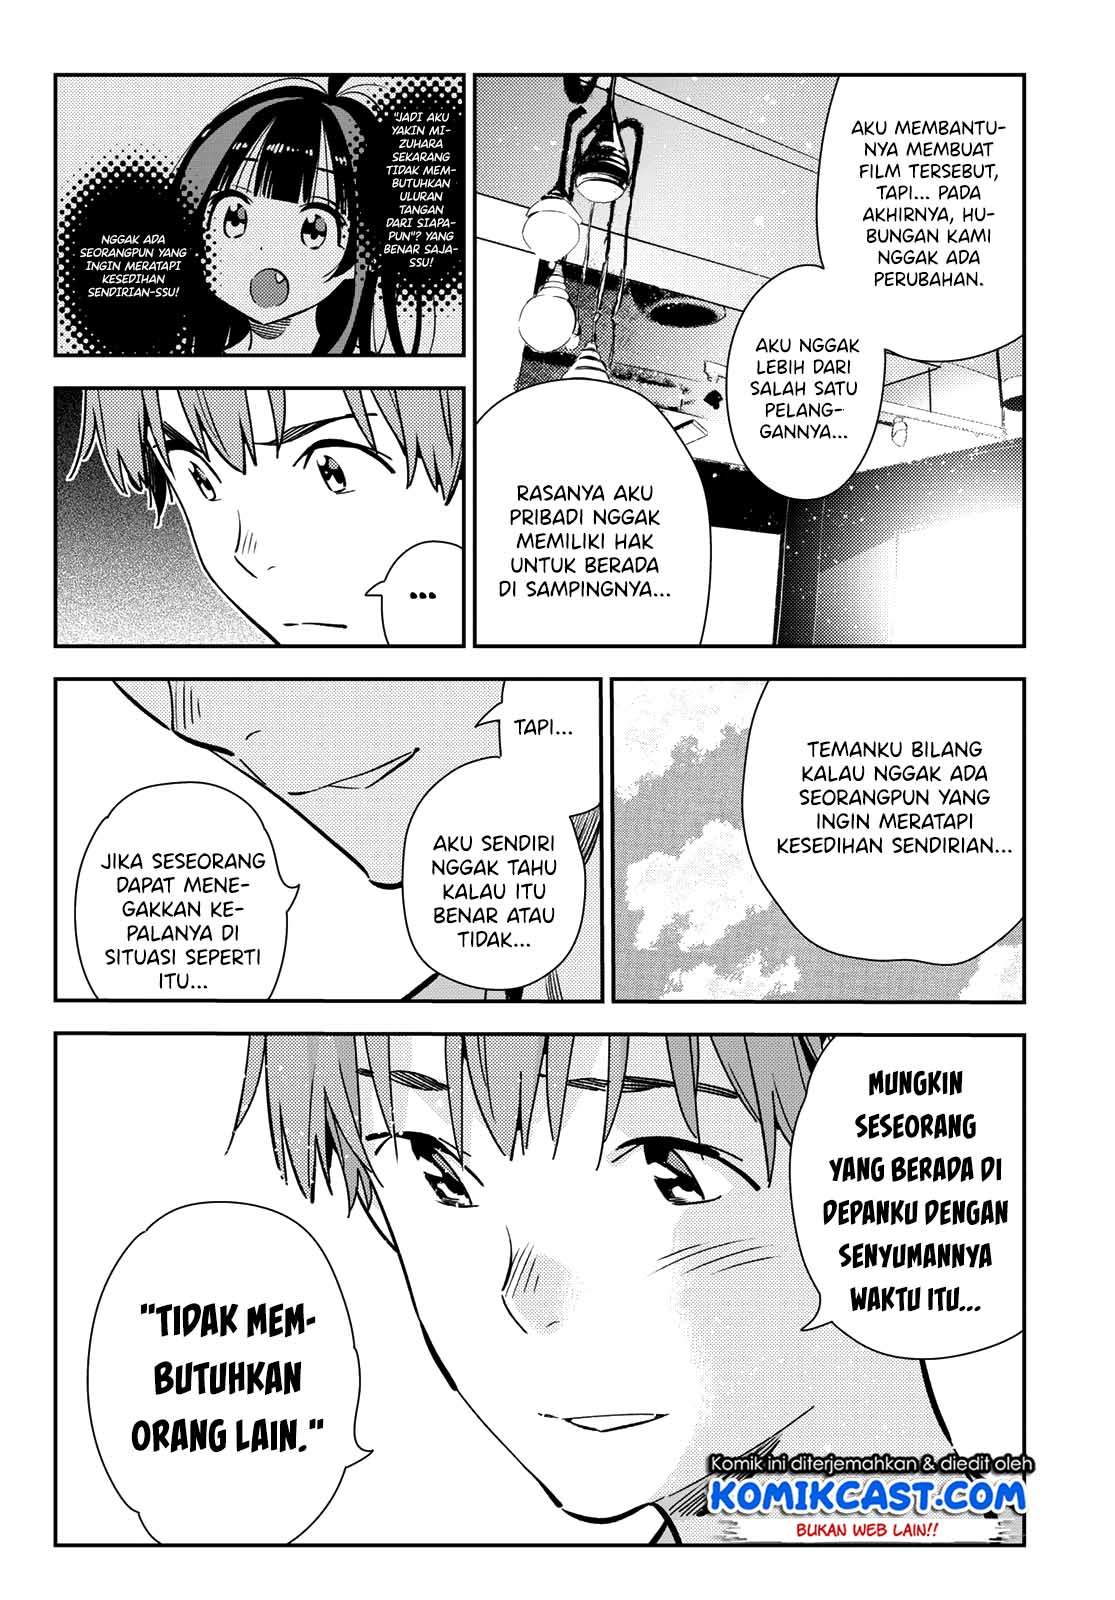 AKU MEMBANTU-
NYA MEMBUAT
FILM TERSEBUT,
TAPI... PADA
AKHIRNYA, HU-
BUNGAN KAMI
NGGAK ADA
PERUBAHAN.
AKU NGGAK
LEBIH DARI
SALAH SATU
PELANG-
GANNYA...
RASANYA AKU
PRIBADI NGGAK
MEMILIKI HAK
UNTUK BERADA
DI SAMPINGNYA...
"JADI AKU
YAKIN MI-
ZUHARA
SEKARANG
TIDAK MEM-
BUTUHKAN
ULURAN
TANGAN
DARI SIAPA-
PUN"? YANG
BENAR SAJA-
SSU!
NGGAK ADA
SEORANGPUN YANG
INGIN MERATAPI
KESEDIHAN
SENDIRIAN-SSU!
...
TEMANKU BILANG
KALAU NGGAK ADA
SEORANGPUN YANG
INGIN MERATAPI
KESEDIHAN SENDIRIAN...
TAPI...
AKU SENDIRI
NGGAK TAHU
KALAU ITU
BENAR ATAU
TIDAK...
JIKA SESEORANG
DAPAT MENE-
GAKKAN KE-
PALANYA DI
SITUASI SEPERTI
ITU...
MUNGKIN
SESEORANG
YANG BERADA DI
DEPANKU DENGAN
SENYUMANNYA
WAKTU ITU...
"TIDAK MEM-
BUTUHKAN
ORANG LAIN."
Komik ini diterjemahkan & diedit oleh
KOMIKCAST.COM
BUKAN WEB LAIN!!